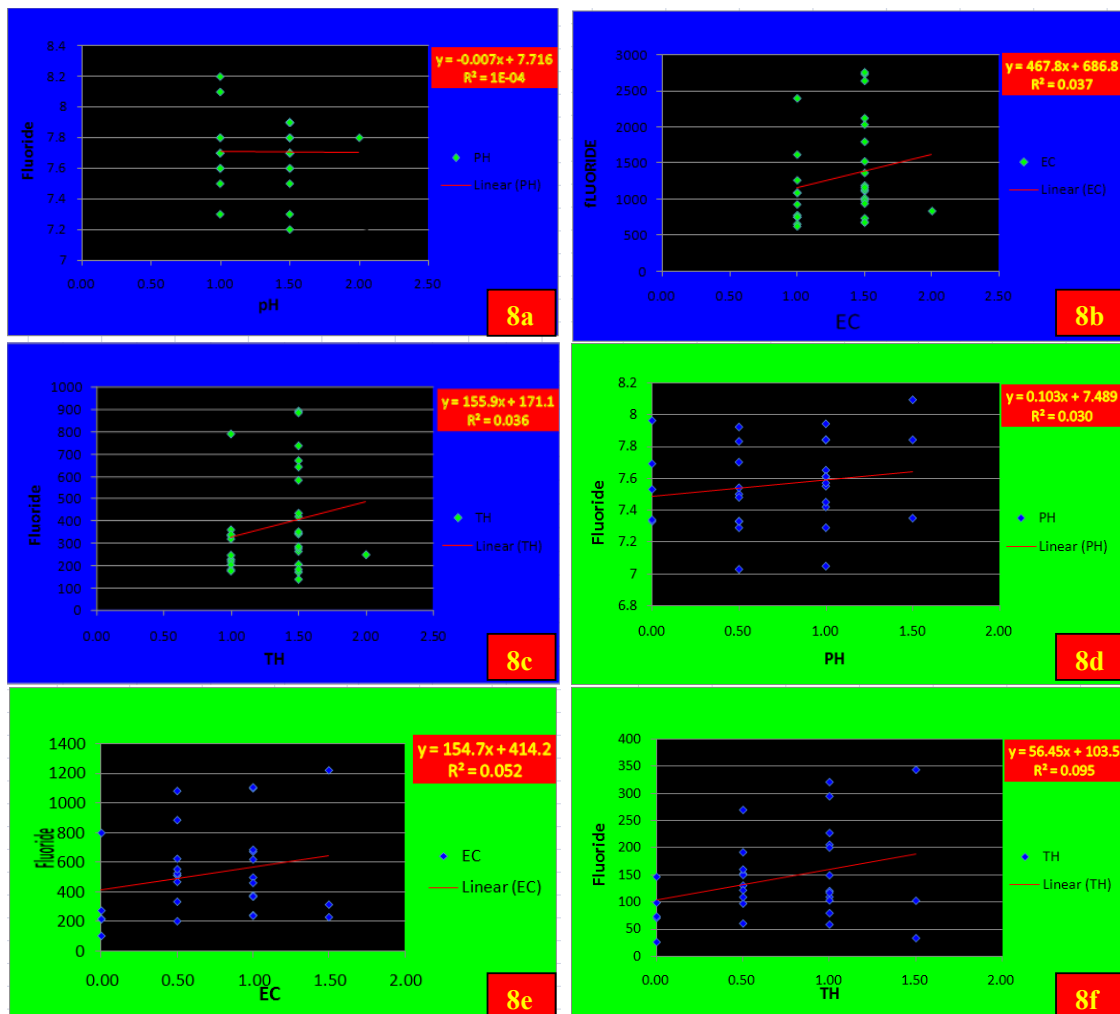 8.4
8.2
8
7.8
7.6
7.4
7.2
7
0.00 0.50 1.00 1.50 2.00 2.50
Fluoride
pH
y = -0.007x + 7.716
R² = 1E-04
PH
Linear (PH)
8a
3000
2500
2000
1500
1000
500
0
0.00 0.50 1.00 1.50 2.00 2.50
fLUORIDE
EC
y = 467.8x + 686.8
R² = 0.037
EC
Linear (EC)
8b
1000
900
800
700
600
500
400
300
200
100
0
0.00 0.50 1.00 1.50 2.00 2.50
Fluoride
TH
y = 155.9x + 171.1
R² = 0.036
TH
Linear (TH)
8c
8.2
8
7.8
7.6
7.4
7.2
7
6.8
0.00 0.50 1.00 1.50 2.00
Fluoride
PH
y = 0.103x + 7.489
R² = 0.030
PH
Linear (PH)
8d
1400
1200
1000
800
600
400
200
0
0.00 0.50 1.00 1.50 2.00
Fluoride
EC
y = 154.7x + 414.2
R² = 0.052
EC
Linear (EC)
8e
400
350
300
250
200
150
100
50
0
0.00 0.50 1.00 1.50 2.00
Fluoride
TH
y = 56.45x + 103.5
R² = 0.095
TH
Linear (TH)
8f